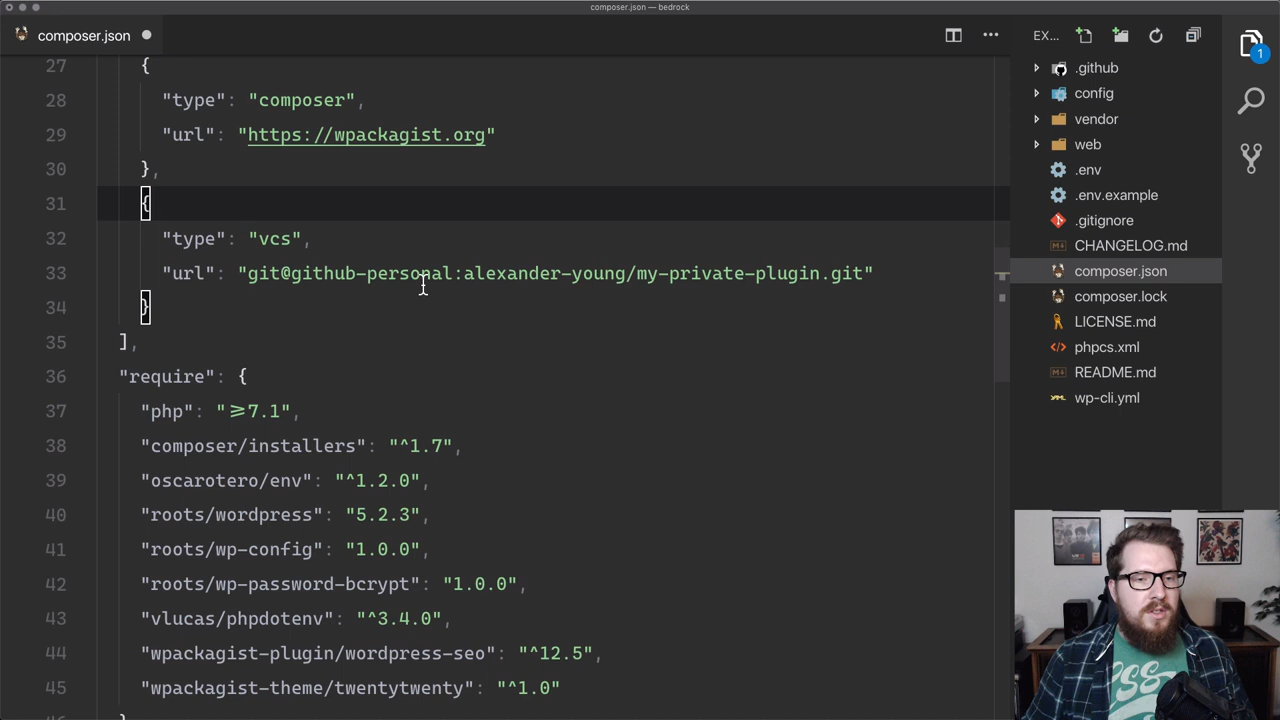 composer.json — bedrock
composer.json
EX...
1
27 {
28 "type": "composer",
29 "url": "https://wpackagist.org"
30 },
31 {
32 "type": "vcs",
33 "url": "git@github-personal:alexander-young/my-private-plugin.git"
34 }
35 ],
36 "require": {
37 "php": "≥7.1",
38 "composer/installers": "^1.7",
39 "oscarotero/env": "^1.2.0",
40 "roots/wordpress": "5.2.3",
41 "roots/wp-config": "1.0.0",
42 "roots/wp-password-bcrypt": "1.0.0",
43 "vlucas/phpdotenv": "^3.4.0",
44 "wpackagist-plugin/wordpress-seo": "^12.5",
45 "wpackagist-theme/twentytwenty": "^1.0"
.github
config
vendor
web
.env
.env.example
.gitignore
CHANGELOG.md
composer.json
composer.lock
LICENSE.md
phpcs.xml
README.md
wp-cli.yml